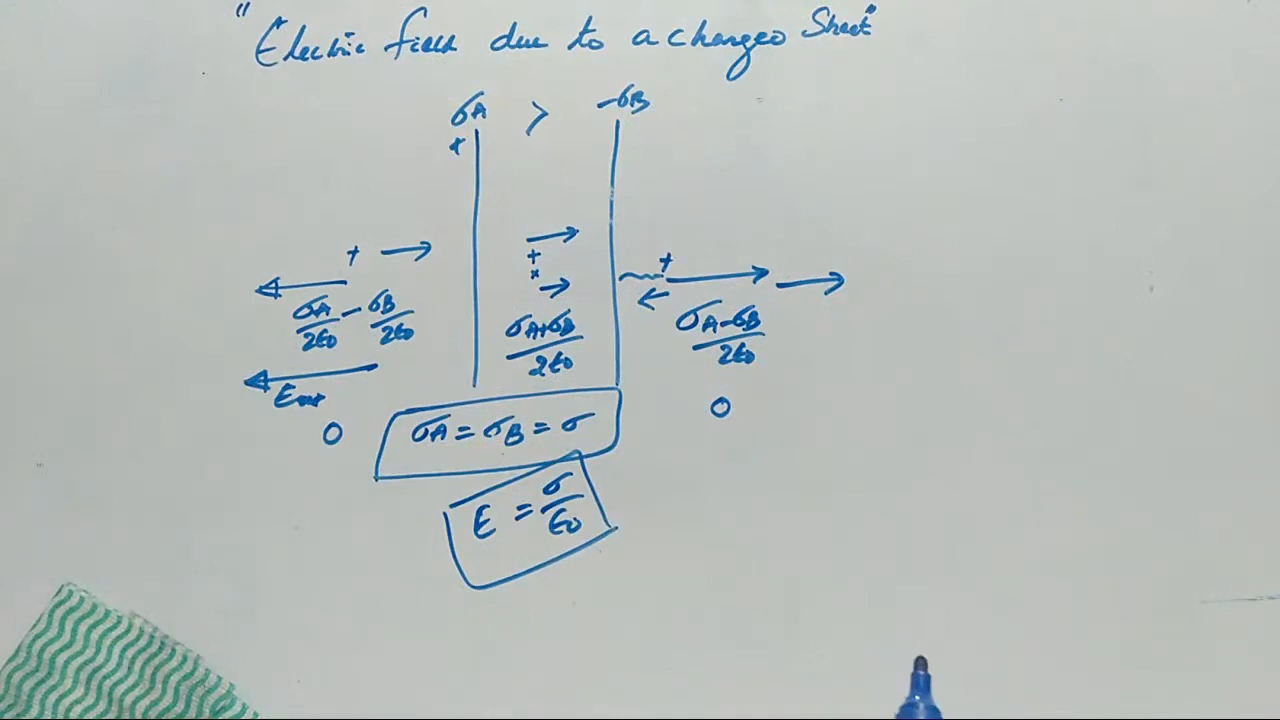 "Electric field due to a charged Sheet"
σA > -σB
+
+
+
+
+
σA/2ε0 - σB/2ε0
σA+σB/2ε0
σA-σB/2ε0
0
0
σA = σB = σ
E = σ/ε0